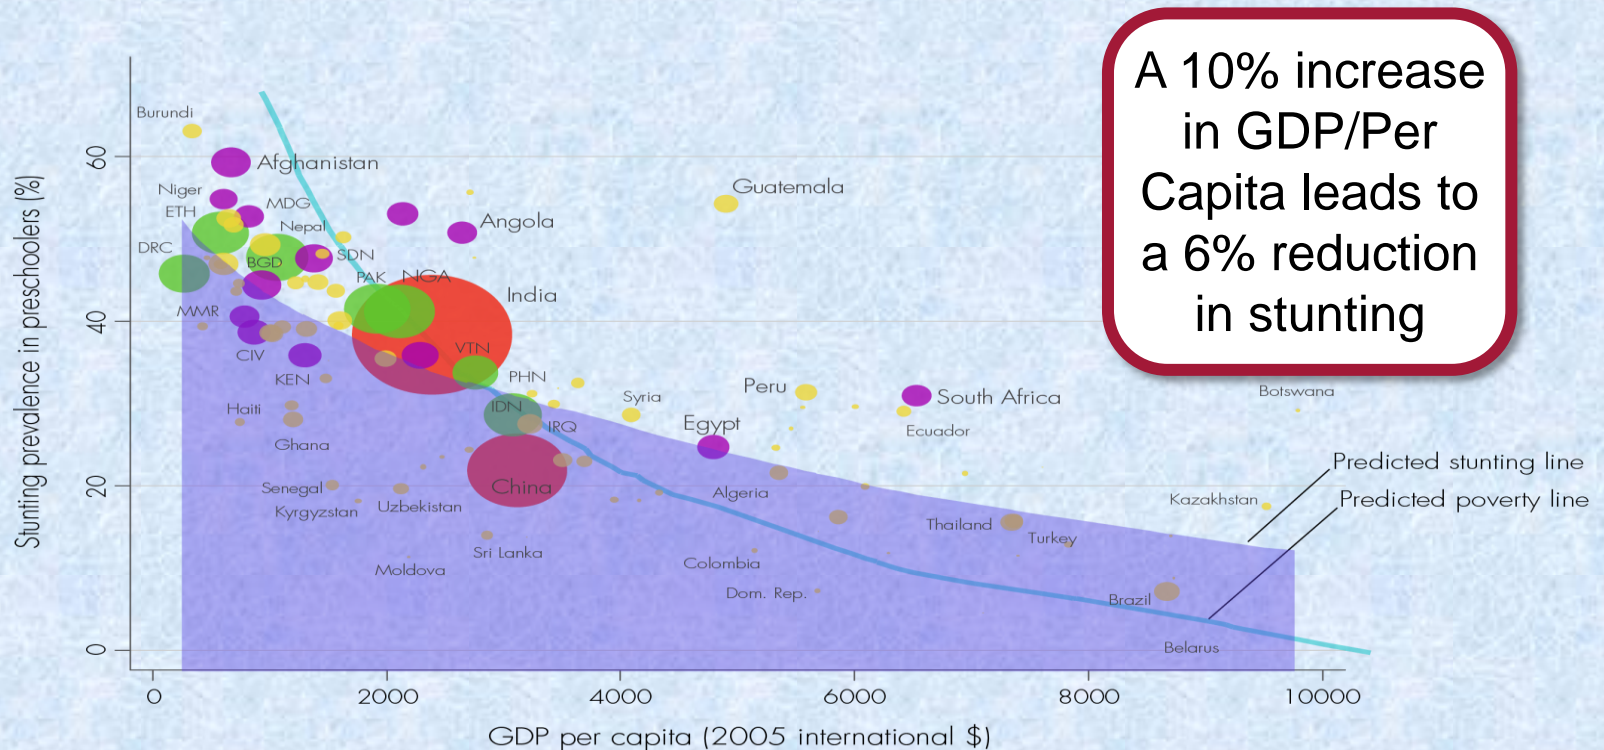 A 10% increase
in GDP/Per
Capita leads to
a 6% reduction
in stunting
Stunting prevalence in preschoolers (%)
60
40
20
0
Burundi
Afghanistan
Niger
ETH
MDG
Nepal
DRC
BGD
SDN
Angola
Guatemala
PAK
NGA
India
MMR
CIV
VTN
KEN
PHN
Haiti
IDN
IRQ
Ghana
Syria
Peru
South Africa
Botswana
Egypt
Ecuador
China
Senegal
Kyrgyzstan
Uzbekistan
Algeria
Kazakhstan
Predicted stunting line
Predicted poverty line
Thailand
Turkey
Sri Lanka
Moldova
Colombia
Dom. Rep.
Brazil
Belarus
0
2000
4000
6000
8000
10000
GDP per capita (2005 international $)